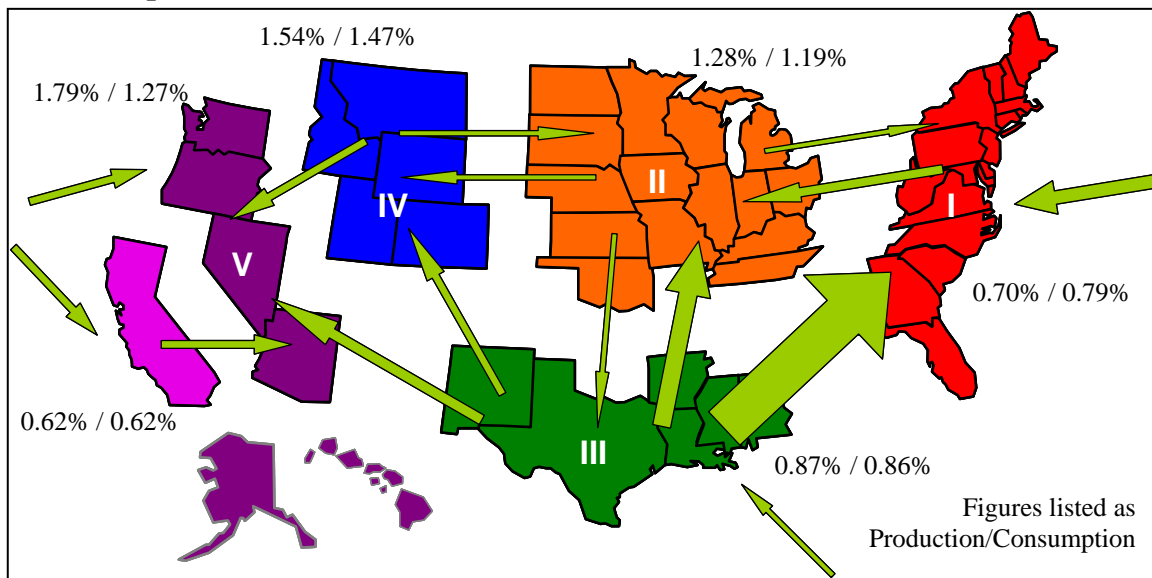 1.54% / 1.47%
1.28% / 1.19%
1.79% / 1.27%
II
IV
I
V
0.70% / 0.79%
0.62% / 0.62%
III
0.87% / 0.86%
Figures listed as
Production/Consumption